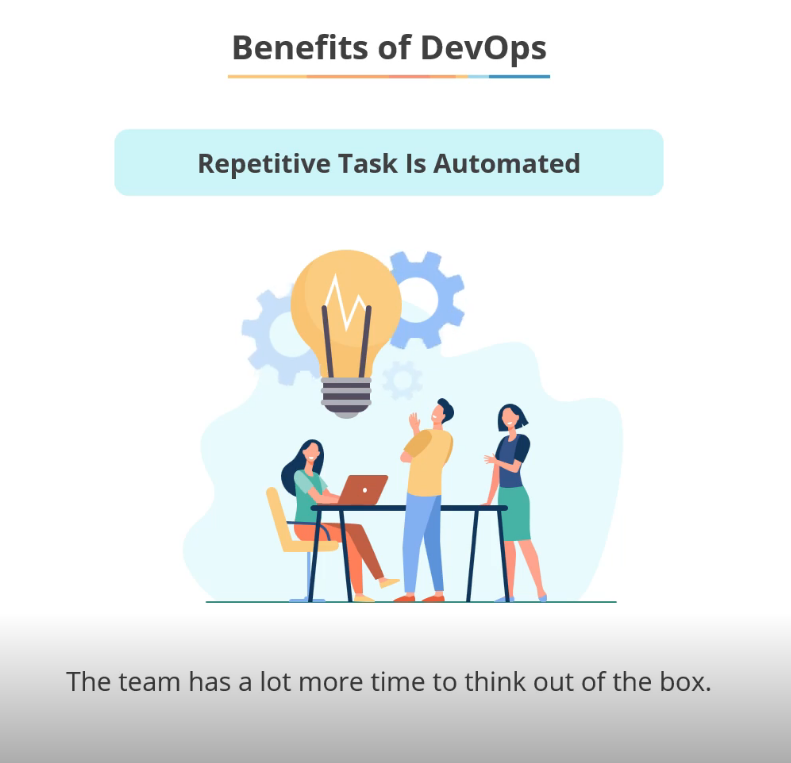 Benefits of DevOps
Repetitive Task Is Automated
The team has a lot more time to think out of the box.